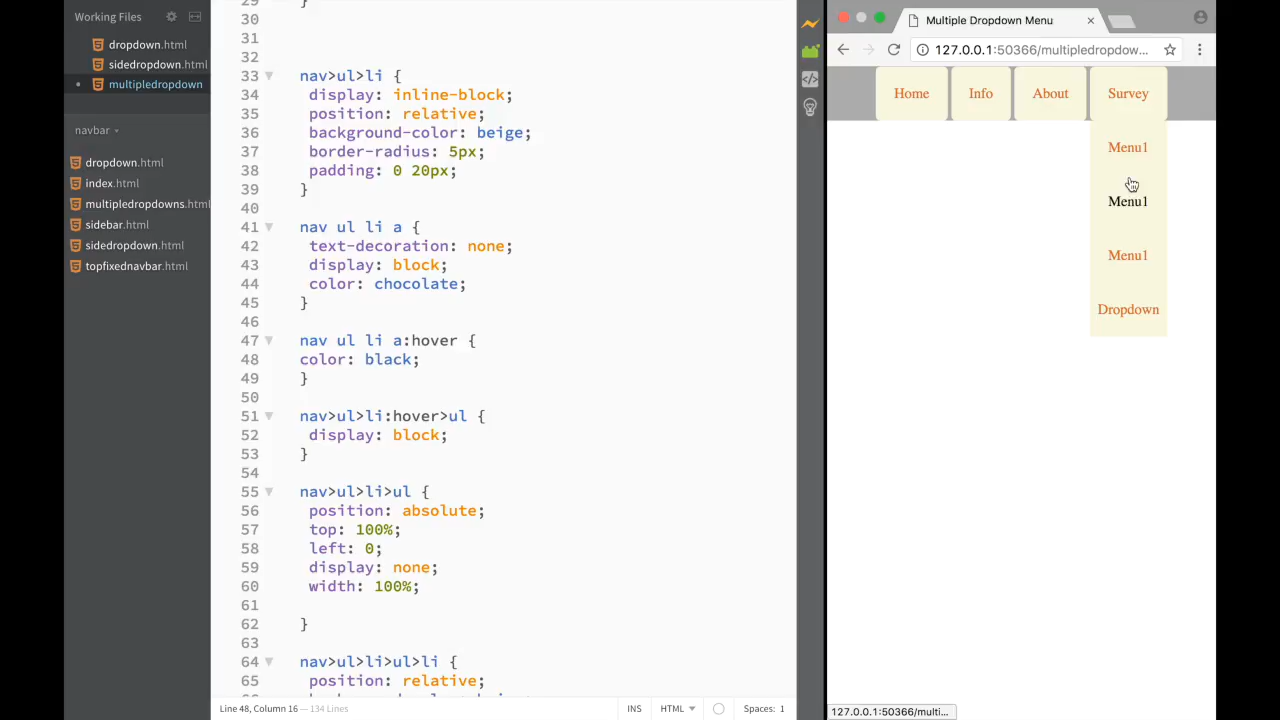 Working Files
dropdown.html
sidedropdown.html
multipledropdown
navbar
dropdown.html
index.html
multipledropdowns.html
sidebar.html
sidedropdown.html
topfixednavbar.html
29 }
30
31
32
33 nav>ul>li {
34 display: inline-block;
35 position: relative;
36 background-color: beige;
37 border-radius: 5px;
38 padding: 0 20px;
39 }
40
41 nav ul li a {
42 text-decoration: none;
43 display: block;
44 color: chocolate;
45 }
46
47 nav ul li a:hover {
48 color: black;
49 }
50
51 nav>ul>li:hover>ul {
52 display: block;
53 }
54
55 nav>ul>li>ul {
56 position: absolute;
57 top: 100%;
58 left: 0;
59 display: none;
60 width: 100%;
61
62 }
63
64 nav>ul>li>ul>li {
65 position: relative;
Line 48, Column 16 — 134 Lines
INS HTML Spaces: 1
Multiple Dropdown Menu
127.0.0.1:50366/multipledropdow...
Home Info About Survey
Menu1
Menu1
Menu1
Dropdown
127.0.0.1:50366/multi...